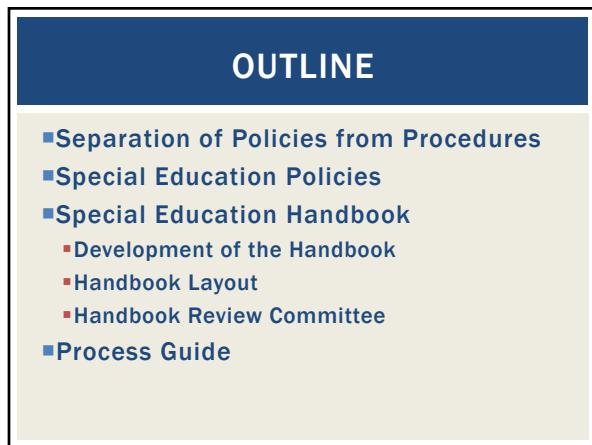 OUTLINE
▪Separation of Policies from Procedures
▪Special Education Policies
▪Special Education Handbook
▪Development of the Handbook
▪Handbook Layout
▪Handbook Review Committee
▪Process Guide